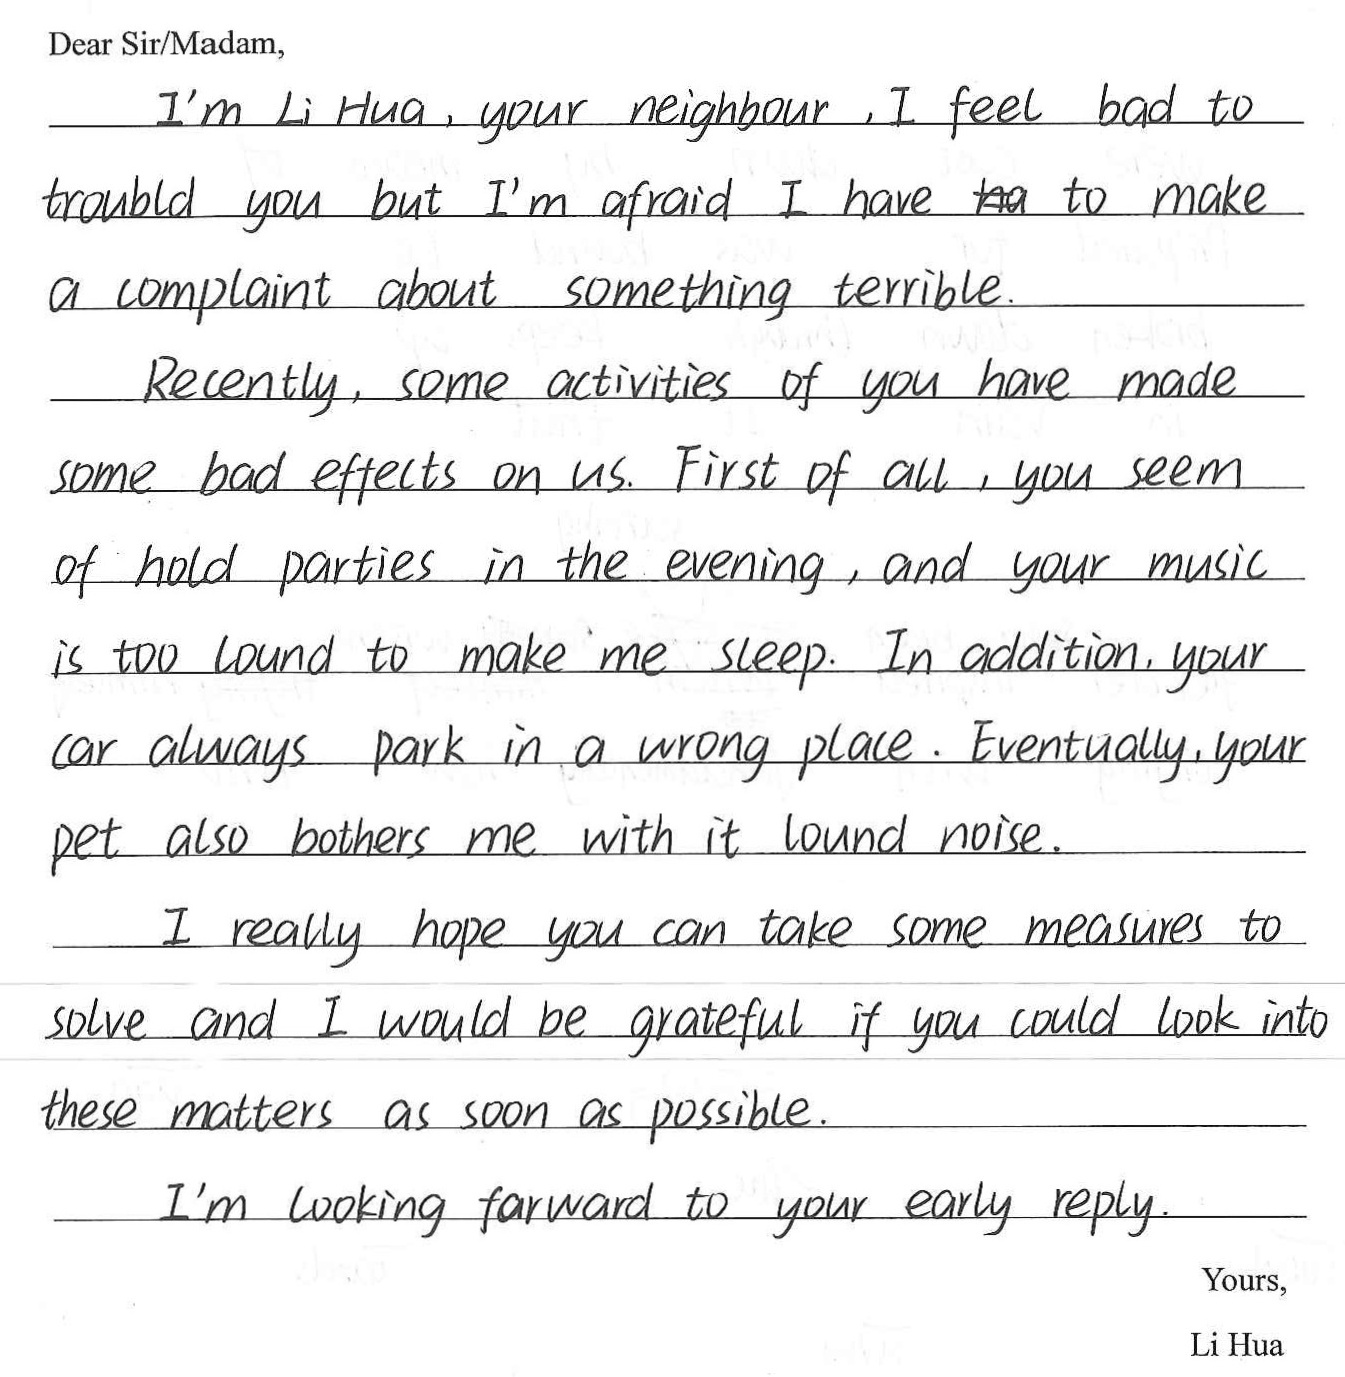 Dear Sir/Madam,
I'm Li Hua, your neighbour, I feel bad to
troubld you but I'm afraid I have to make
a complaint about something terrible.
Recently, some activities of you have made
some bad effects on us. First of all, you seem
of hold parties in the evening, and your music
is too lound to make me sleep. In addition, your
car always park in a wrong place. Eventually, your
pet also bothers me with it lound noise.
I really hope you can take some measures to
solve and I would be grateful if you could look into
these matters as soon as possible.
I'm looking farward to your early reply.
Yours,
Li Hua